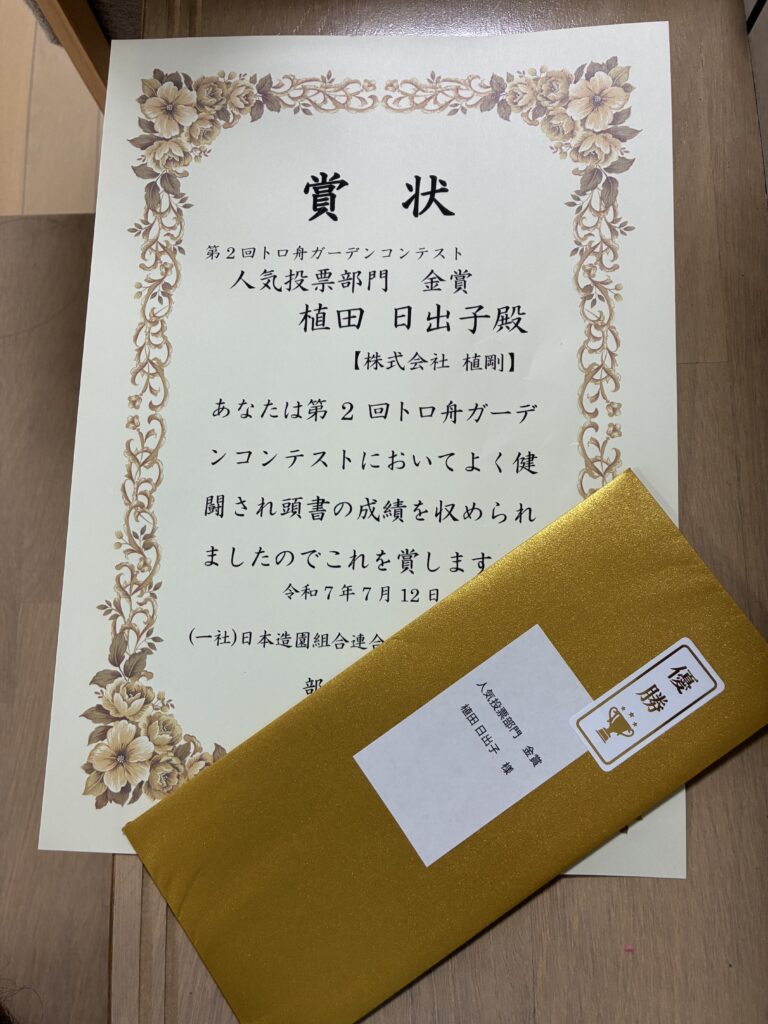 賞 状
第2回トロ舟ガーデンコンテスト
人気投票部門 金賞
植田 日出子殿
【株式会社 植剛】
あなたは第 2 回トロ舟ガーデ
ンコンテストにおいてよく健
闘され頭書の成績を収められ
ましたのでこれを賞します
令和7年7月12日
(一社)日本造園組合連合
部
優勝
人気投票部門 金賞
植田 日出子 様